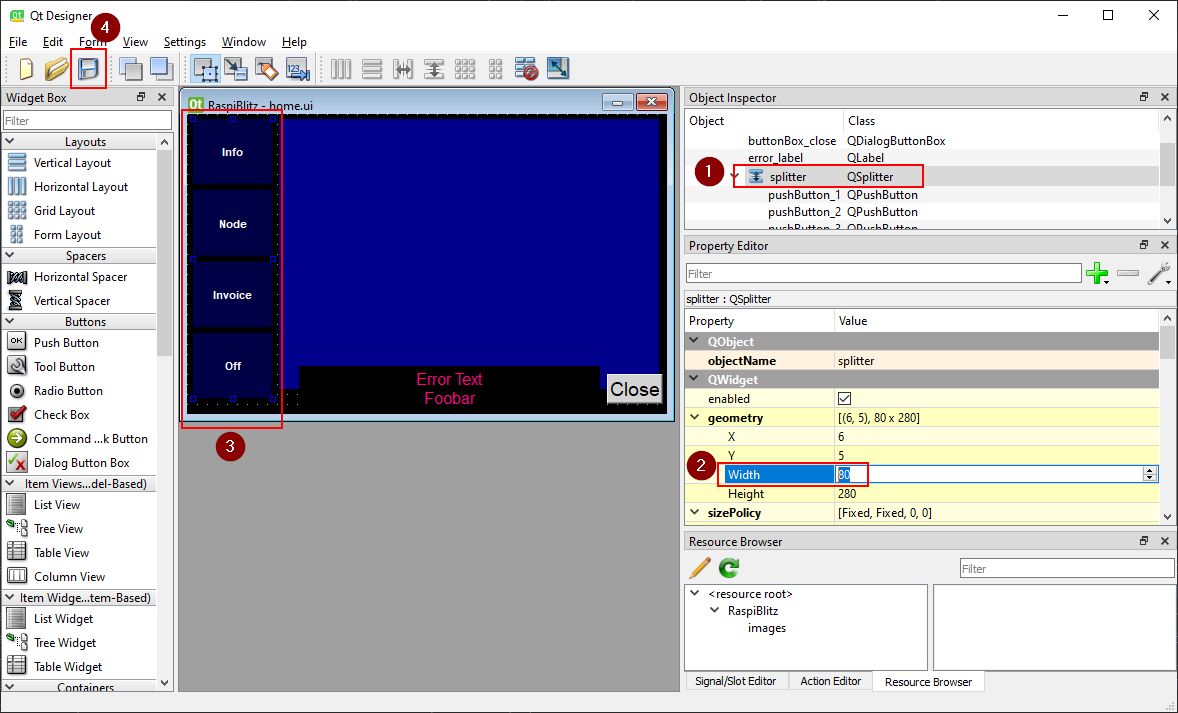 Qt Designer
4
File Edit Form View Settings Window Help
Widget Box
Filter
Layouts
Vertical Layout
Horizontal Layout
Grid Layout
Form Layout
Spacers
Horizontal Spacer
Vertical Spacer
Buttons
OK Push Button
Tool Button
Radio Button
Check Box
Command ...k Button
Dialog Button Box
Item Views...del-Based)
List View
Tree View
Table View
Column View
Item Widge...tem-Based)
List Widget
Tree Widget
Table Widget
Containers
123
Qt RaspiBlitz - home.ui
Info
Node
Invoice
Off
Error Text
Foobar
Close
3
Object Inspector
Object Class
buttonBox_close QDialogButtonBox
error_label QLabel
1 splitter QSplitter
pushButton_1 QPushButton
pushButton_2 QPushButton
pushButton_3 QPushButton
Property Editor
Filter
splitter : QSplitter
Property Value
QObject
objectName splitter
QWidget
enabled
geometry [(6, 5), 80 x 280]
X 6
Y 5
2 Width 80
Height 280
sizePolicy [Fixed, Fixed, 0, 0]
Resource Browser
Filter
<resource root>
RaspiBlitz
images
Signal/Slot Editor Action Editor Resource Browser